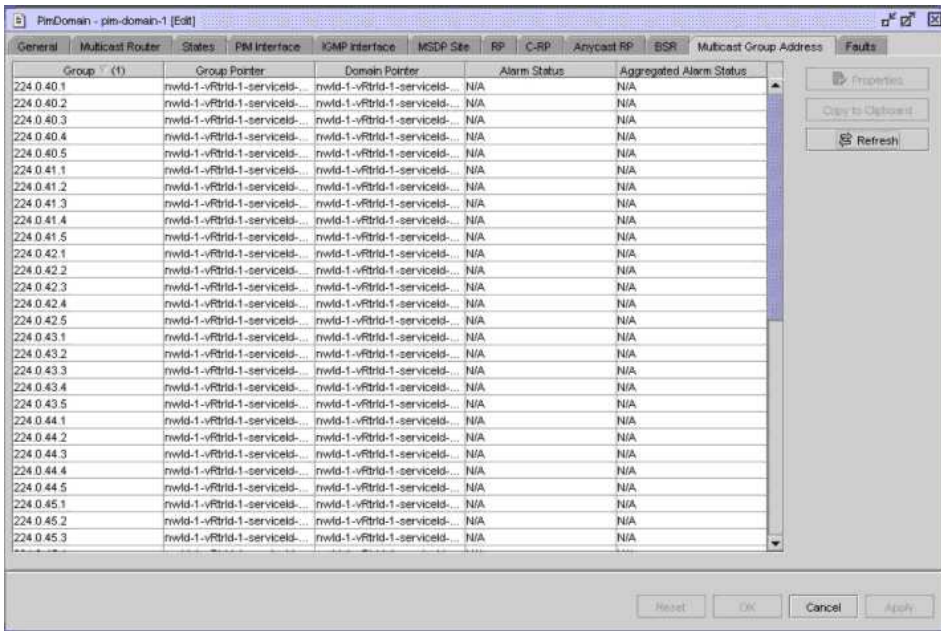 PimDomain - pim-domain-1 [Edit]
General Multicast Router States PIM Interface IGMP Interface MSDP Site RP C-RP Anycast RP BSR Multicast Group Address Faults
Group (1) Group Pointer Domain Pointer Alarm Status Aggregated Alarm Status
224.0.40.1 nwId-1-vRtrId-1-serviceId-... nwId-1-vRtrId-1-serviceId-... N/A N/A
224.0.40.2 nwId-1-vRtrId-1-serviceId-... nwId-1-vRtrId-1-serviceId-... N/A N/A
224.0.40.3 nwId-1-vRtrId-1-serviceId-... nwId-1-vRtrId-1-serviceId-... N/A N/A
224.0.40.4 nwId-1-vRtrId-1-serviceId-... nwId-1-vRtrId-1-serviceId-... N/A N/A
224.0.40.5 nwId-1-vRtrId-1-serviceId-... nwId-1-vRtrId-1-serviceId-... N/A N/A
224.0.41.1 nwId-1-vRtrId-1-serviceId-... nwId-1-vRtrId-1-serviceId-... N/A N/A
224.0.41.2 nwId-1-vRtrId-1-serviceId-... nwId-1-vRtrId-1-serviceId-... N/A N/A
224.0.41.3 nwId-1-vRtrId-1-serviceId-... nwId-1-vRtrId-1-serviceId-... N/A N/A
224.0.41.4 nwId-1-vRtrId-1-serviceId-... nwId-1-vRtrId-1-serviceId-... N/A N/A
224.0.41.5 nwId-1-vRtrId-1-serviceId-... nwId-1-vRtrId-1-serviceId-... N/A N/A
224.0.42.1 nwId-1-vRtrId-1-serviceId-... nwId-1-vRtrId-1-serviceId-... N/A N/A
224.0.42.2 nwId-1-vRtrId-1-serviceId-... nwId-1-vRtrId-1-serviceId-... N/A N/A
224.0.42.3 nwId-1-vRtrId-1-serviceId-... nwId-1-vRtrId-1-serviceId-... N/A N/A
224.0.42.4 nwId-1-vRtrId-1-serviceId-... nwId-1-vRtrId-1-serviceId-... N/A N/A
224.0.42.5 nwId-1-vRtrId-1-serviceId-... nwId-1-vRtrId-1-serviceId-... N/A N/A
224.0.43.1 nwId-1-vRtrId-1-serviceId-... nwId-1-vRtrId-1-serviceId-... N/A N/A
224.0.43.2 nwId-1-vRtrId-1-serviceId-... nwId-1-vRtrId-1-serviceId-... N/A N/A
224.0.43.3 nwId-1-vRtrId-1-serviceId-... nwId-1-vRtrId-1-serviceId-... N/A N/A
224.0.43.4 nwId-1-vRtrId-1-serviceId-... nwId-1-vRtrId-1-serviceId-... N/A N/A
224.0.43.5 nwId-1-vRtrId-1-serviceId-... nwId-1-vRtrId-1-serviceId-... N/A N/A
224.0.44.1 nwId-1-vRtrId-1-serviceId-... nwId-1-vRtrId-1-serviceId-... N/A N/A
224.0.44.2 nwId-1-vRtrId-1-serviceId-... nwId-1-vRtrId-1-serviceId-... N/A N/A
224.0.44.3 nwId-1-vRtrId-1-serviceId-... nwId-1-vRtrId-1-serviceId-... N/A N/A
224.0.44.4 nwId-1-vRtrId-1-serviceId-... nwId-1-vRtrId-1-serviceId-... N/A N/A
224.0.44.5 nwId-1-vRtrId-1-serviceId-... nwId-1-vRtrId-1-serviceId-... N/A N/A
224.0.45.1 nwId-1-vRtrId-1-serviceId-... nwId-1-vRtrId-1-serviceId-... N/A N/A
224.0.45.2 nwId-1-vRtrId-1-serviceId-... nwId-1-vRtrId-1-serviceId-... N/A N/A
224.0.45.3 nwId-1-vRtrId-1-serviceId-... nwId-1-vRtrId-1-serviceId-... N/A N/A
Properties
Copy to Clipboard
Refresh
Reset OK Cancel Apply